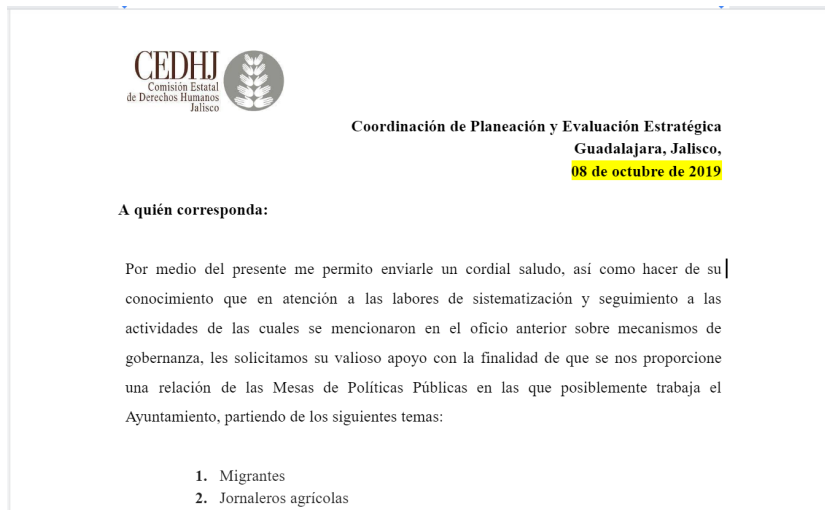 CEDHJ
Comisión Estatal
de Derechos Humanos
Jalisco
Coordinación de Planeación y Evaluación Estratégica
Guadalajara, Jalisco,
08 de octubre de 2019
A quién corresponda:
Por medio del presente me permito enviarle un cordial saludo, así como hacer de su
conocimiento que en atención a las labores de sistematización y seguimiento a las
actividades de las cuales se mencionaron en el oficio anterior sobre mecanismos de
gobernanza, les solicitamos su valioso apoyo con la finalidad de que se nos proporcione
una relación de las Mesas de Políticas Públicas en las que posiblemente trabaja el
Ayuntamiento, partiendo de los siguientes temas:
1. Migrantes
2. Jornaleros agrícolas